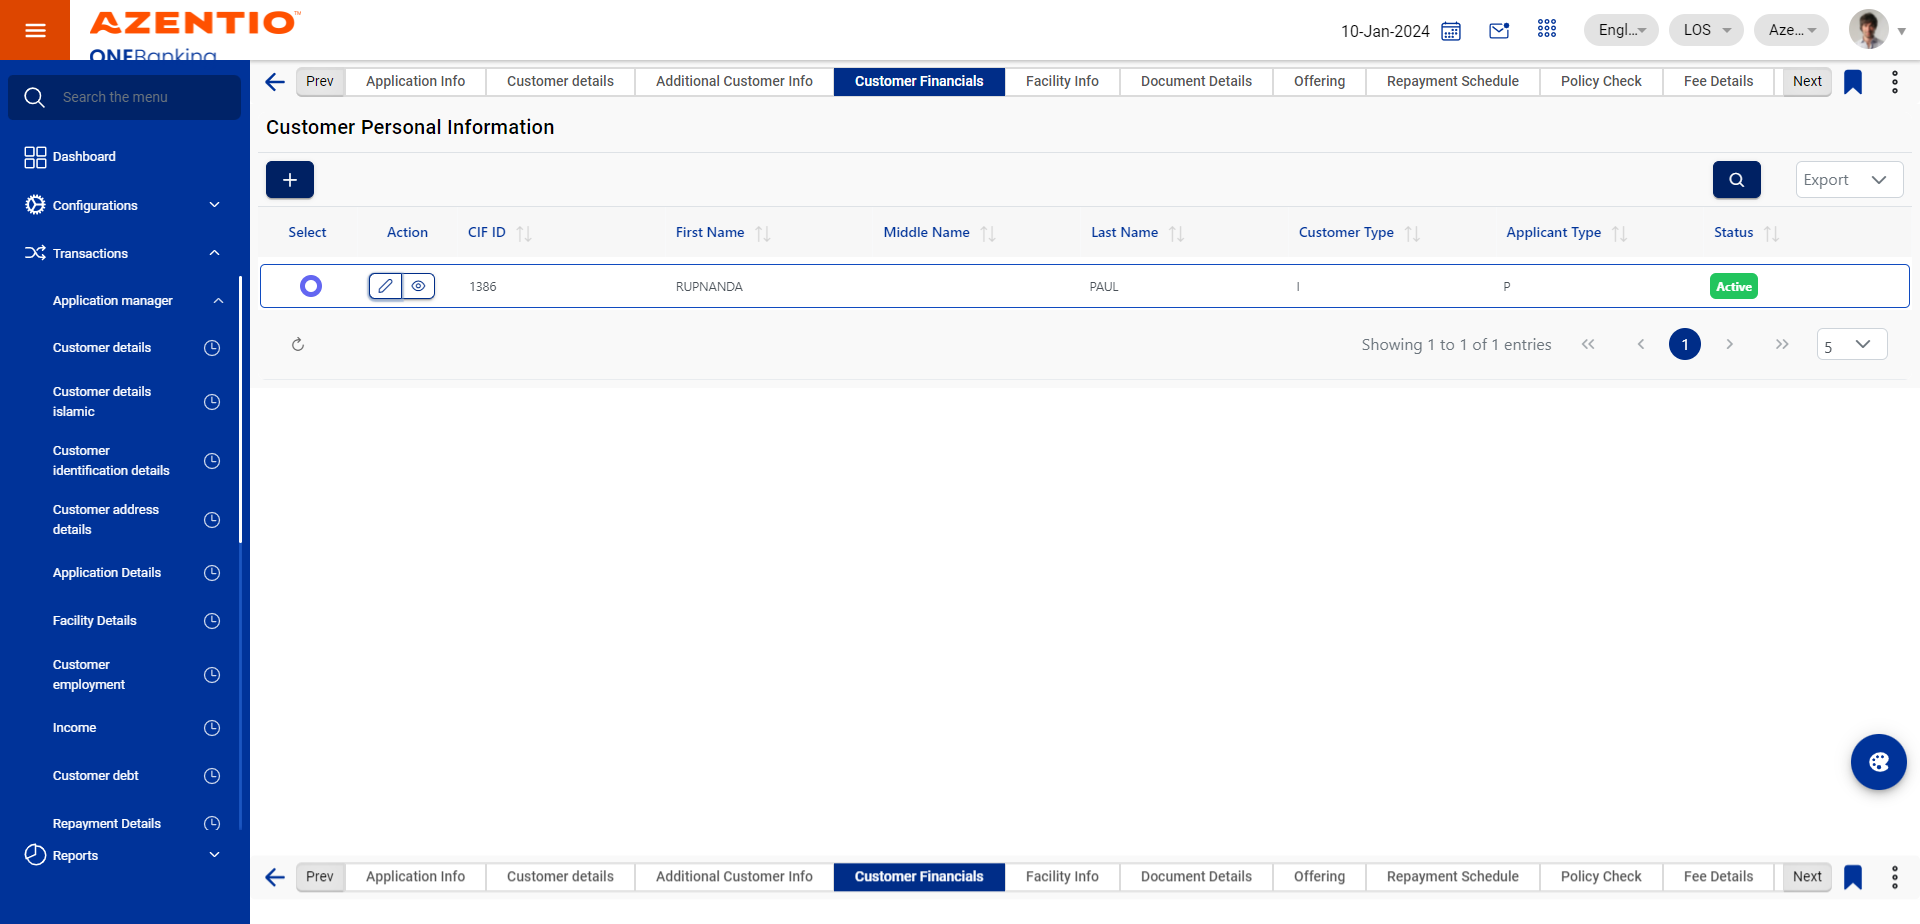 AZENTIO™
ONEBanking
10-Jan-2024
Engl...
LOS
Aze...
Search the menu
Dashboard
Configurations
Transactions
Application manager
Customer details
Customer details
islamic
Customer
identification details
Customer address
details
Application Details
Facility Details
Customer
employment
Income
Customer debt
Repayment Details
Reports
Prev Application Info Customer details Additional Customer Info Customer Financials Facility Info Document Details Offering Repayment Schedule Policy Check Fee Details Next
Customer Personal Information
Export
Select Action CIF ID First Name Middle Name Last Name Customer Type Applicant Type Status
1386 RUPNANDA PAUL I P Active
Showing 1 to 1 of 1 entries 1 5
Prev Application Info Customer details Additional Customer Info Customer Financials Facility Info Document Details Offering Repayment Schedule Policy Check Fee Details Next